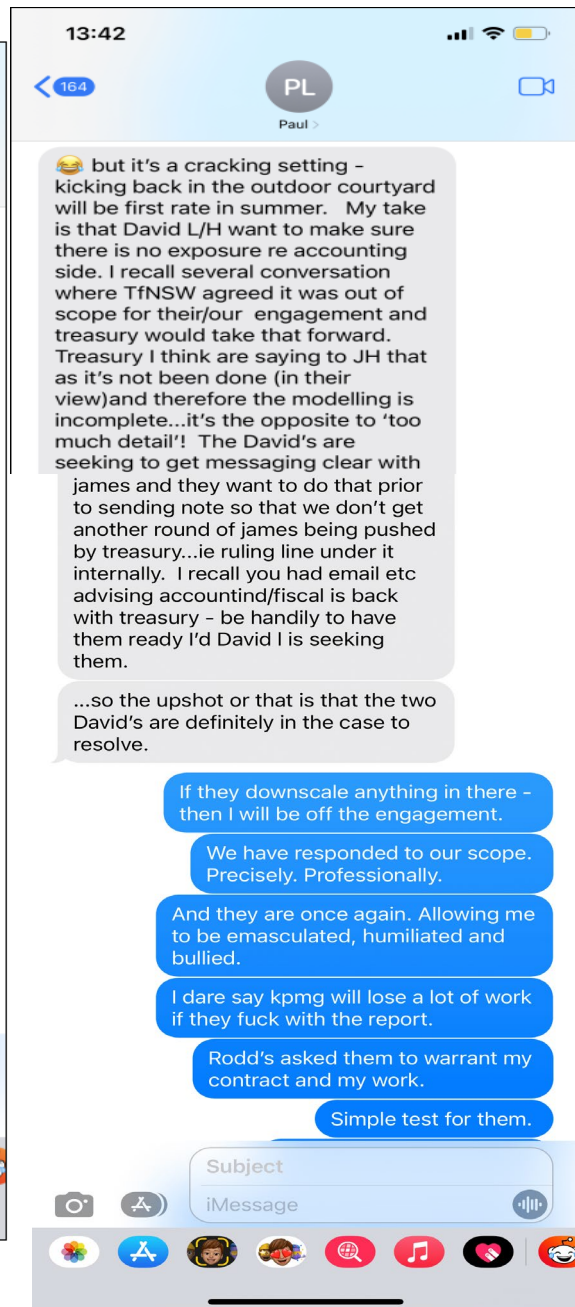 13:42
164
PL
Paul >
😂 but it's a cracking setting -
kicking back in the outdoor courtyard
will be first rate in summer. My take
is that David L/H want to make sure
there is no exposure re accounting
side. I recall several conversation
where TfNSW agreed it was out of
scope for their/our engagement and
treasury would take that forward.
Treasury I think are saying to JH that
as it's not been done (in their
view)and therefore the modelling is
incomplete...it's the opposite to 'too
much detail'! The David's are
seeking to get messaging clear with
james and they want to do that prior
to sending note so that we don't get
another round of james being pushed
by treasury...ie ruling line under it
internally. I recall you had email etc
advising accountind/fiscal is back
with treasury - be handily to have
them ready I'd David l is seeking
them.
...so the upshot or that is that the two
David's are definitely in the case to
resolve.
If they downscale anything in there -
then I will be off the engagement.
We have responded to our scope.
Precisely. Professionally.
And they are once again. Allowing me
to be emasculated, humiliated and
bullied.
I dare say kpmg will lose a lot of work
if they fuck with the report.
Rodd's asked them to warrant my
contract and my work.
Simple test for them.
Subject
iMessage